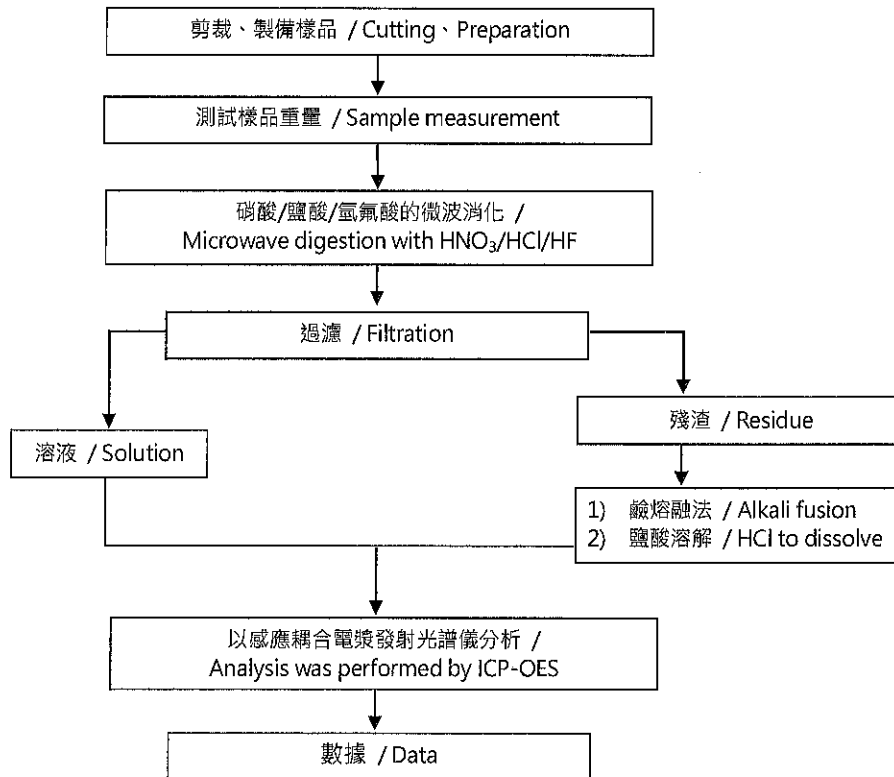 剪裁、製備樣品 / Cutting、Preparation
測試樣品重量 / Sample measurement
硝酸/鹽酸/氫氟酸的微波消化 /
Microwave digestion with HNO₃/HCl/HF
過濾 / Filtration
溶液 / Solution
殘渣 / Residue
1) 鹼熔融法 / Alkali fusion
2) 鹽酸溶解 / HCl to dissolve
以感應耦合電漿發射光譜儀分析 /
Analysis was performed by ICP-OES
數據 / Data